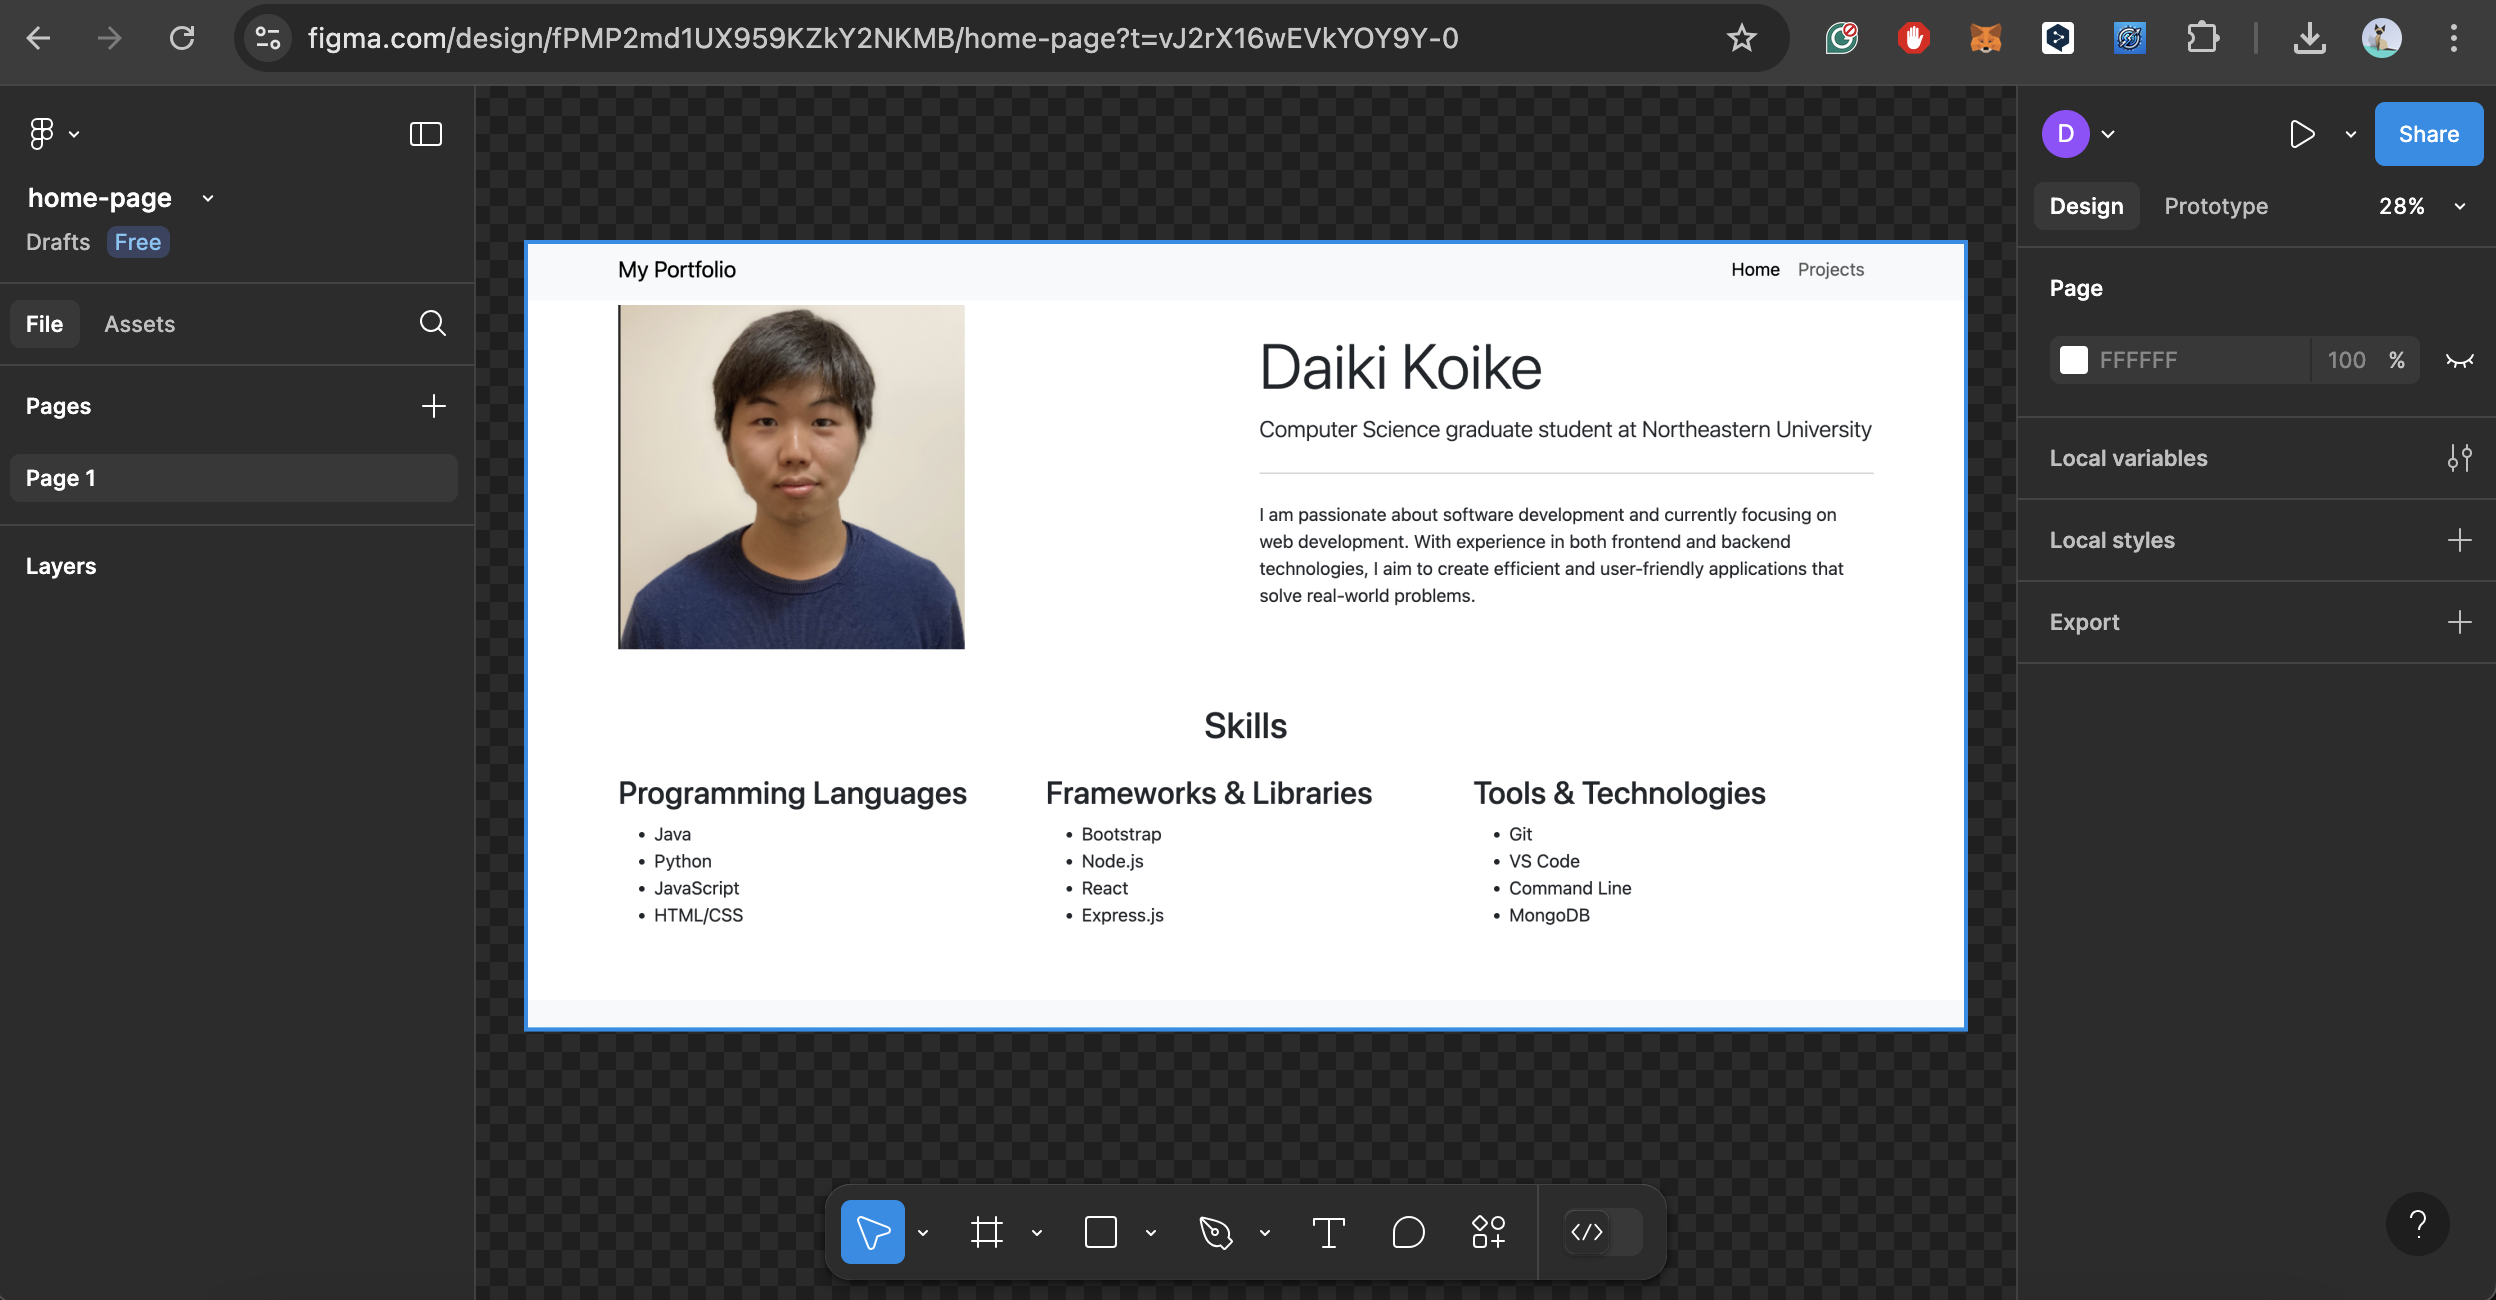 figma.com/design/fPMP2md1UX959KZkY2NKMB/home-page?t=vJ2rX16wEVkYOY9Y-0
home-page
Drafts Free
File Assets
Pages
Page 1
Layers
My Portfolio
Home Projects
Daiki Koike
Computer Science graduate student at Northeastern University
I am passionate about software development and currently focusing on
web development. With experience in both frontend and backend
technologies, I aim to create efficient and user-friendly applications that
solve real-world problems.
Skills
Programming Languages
• Java
• Python
• JavaScript
• HTML/CSS
Frameworks & Libraries
• Bootstrap
• Node.js
• React
• Express.js
Tools & Technologies
• Git
• VS Code
• Command Line
• MongoDB
D
Share
Design Prototype 28%
Page
FFFFFF 100 %
Local variables
Local styles
Export
?